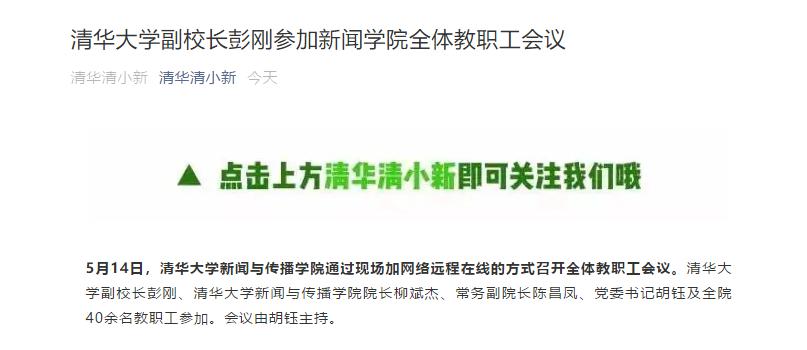 清华大学副校长彭刚参加新闻学院全体教职工会议
清华清小新 清华清小新 今天
▲ 点击上方清华清小新即可关注我们哦
5月14日，清华大学新闻与传播学院通过现场加网络远程在线的方式召开全体教职工会议。清华大
学副校长彭刚、清华大学新闻与传播学院院长柳斌杰、常务副院长陈昌凤、党委书记胡钰及全院
40余名教职工参加。会议由胡钰主持。